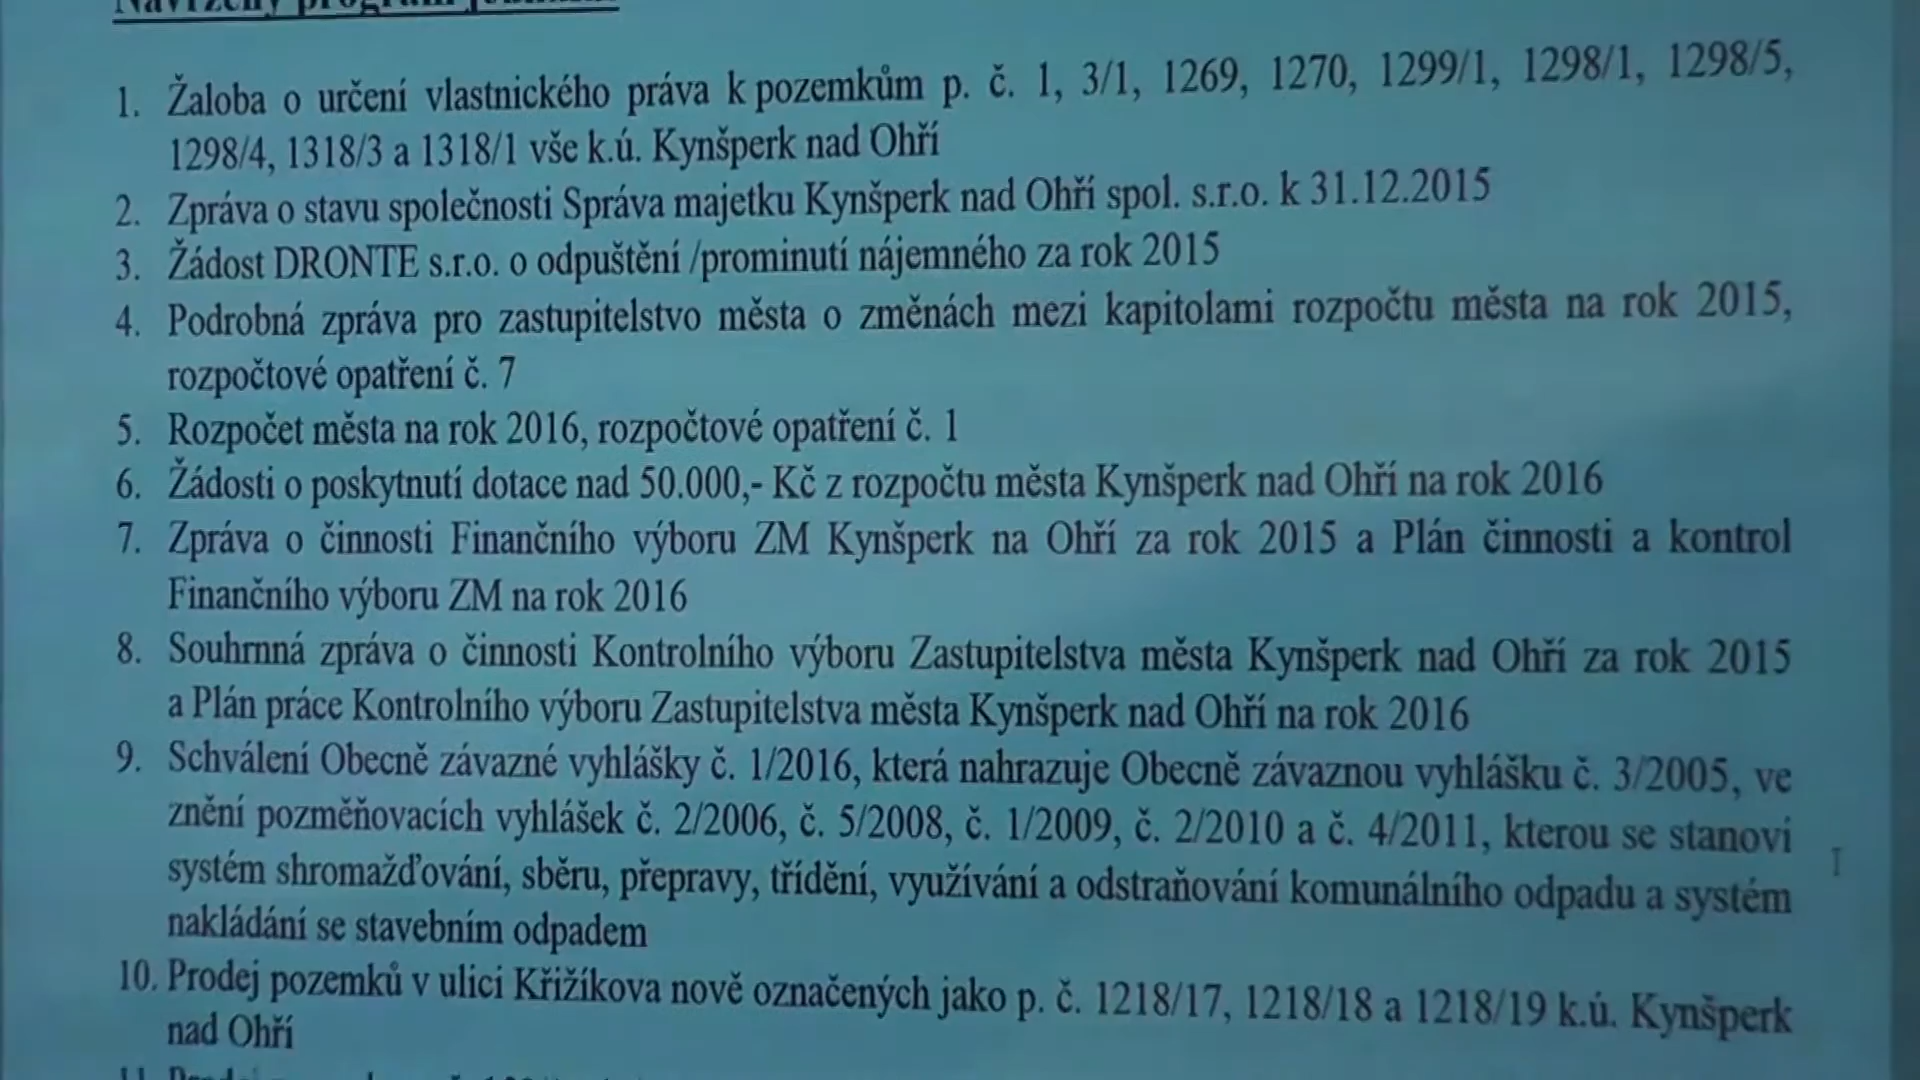 Navržený program jednání:
1. Žaloba o určení vlastnického práva k pozemkům p. č. 1, 3/1, 1269, 1270, 1299/1, 1298/1, 1298/5,
1298/4, 1318/3 a 1318/1 vše k.ú. Kynšperk nad Ohří
2. Zpráva o stavu společnosti Správa majetku Kynšperk nad Ohří spol. s.r.o. k 31.12.2015
3. Žádost DRONTE s.r.o. o odpuštění /prominutí nájemného za rok 2015
4. Podrobná zpráva pro zastupitelstvo města o změnách mezi kapitolami rozpočtu města na rok 2015,
rozpočtové opatření č. 7
5. Rozpočet města na rok 2016, rozpočtové opatření č. 1
6. Žádosti o poskytnutí dotace nad 50.000,- Kč z rozpočtu města Kynšperk nad Ohří na rok 2016
7. Zpráva o činnosti Finančního výboru ZM Kynšperk na Ohří za rok 2015 a Plán činnosti a kontrol
Finančního výboru ZM na rok 2016
8. Souhrnná zpráva o činnosti Kontrolního výboru Zastupitelstva města Kynšperk nad Ohří za rok 2015
a Plán práce Kontrolního výboru Zastupitelstva města Kynšperk nad Ohří na rok 2016
9. Schválení Obecně závazné vyhlášky č. 1/2016, která nahrazuje Obecně závaznou vyhlášku č. 3/2005, ve
znění pozměňovacích vyhlášek č. 2/2006, č. 5/2008, č. 1/2009, č. 2/2010 a č. 4/2011, kterou se stanoví
systém shromažďování, sběru, přepravy, třídění, využívání a odstraňování komunálního odpadu a systém
nakládání se stavebním odpadem
10. Prodej pozemků v ulici Křižíkova nově označených jako p. č. 1218/17, 1218/18 a 1218/19 k.ú. Kynšperk
nad Ohří
11. Prodej